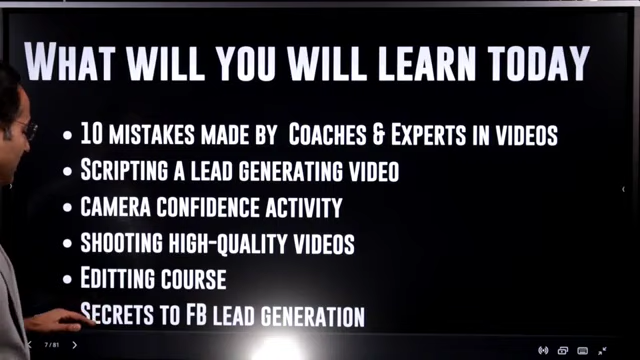 What will you will learn today
• 10 mistakes made by Coaches & Experts in videos
• Scripting a lead generating video
• camera confidence activity
• shooting high-quality videos
• Editting course
Secrets to FB lead generation
7 / 81